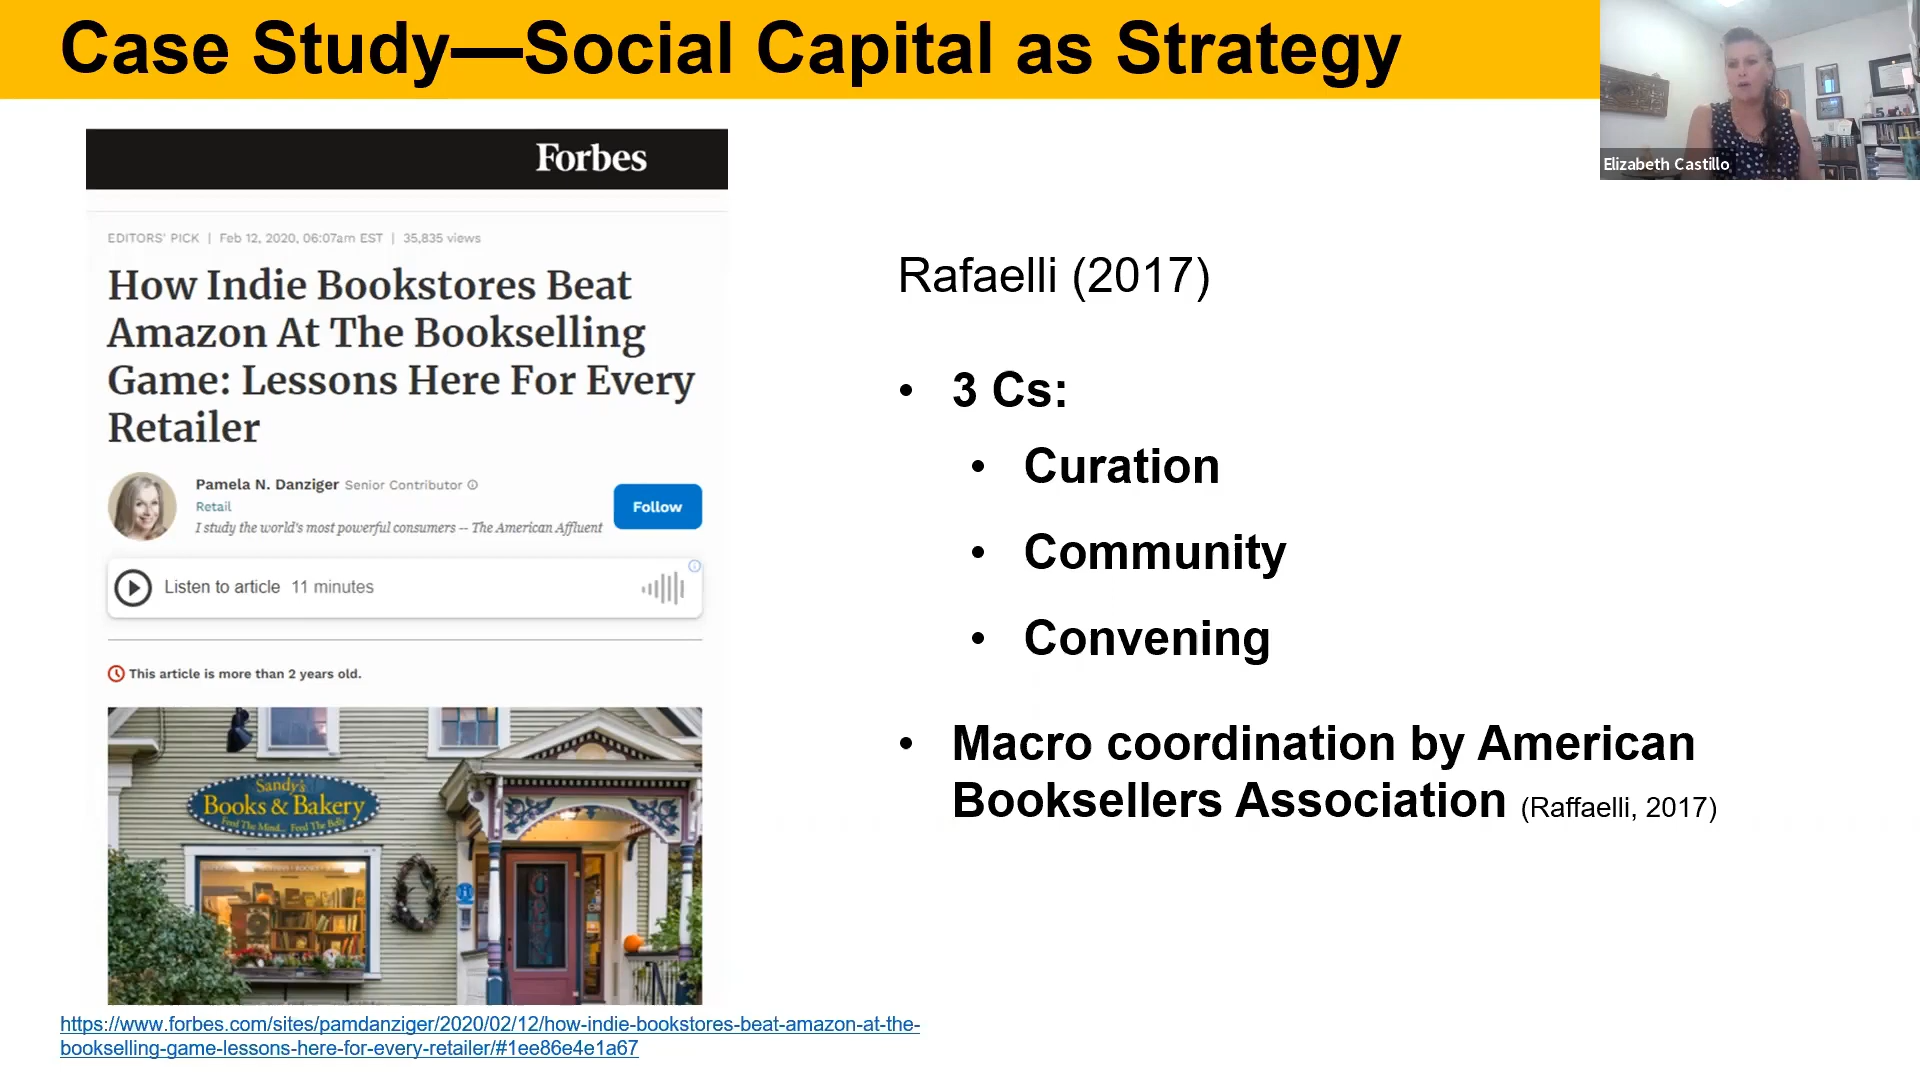 Case Study—Social Capital as Strategy
Elizabeth Castillo
Forbes
EDITORS' PICK | Feb 12, 2020, 06:07am EST | 35,835 views
How Indie Bookstores Beat
Amazon At The Bookselling
Game: Lessons Here For Every
Retailer
Pamela N. Danziger Senior Contributor
Retail
I study the world's most powerful consumers -- The American Affluent
Follow
Listen to article 11 minutes
This article is more than 2 years old.
Sandy's
Books & Bakery
Feed The Mind... Feed The Belly
https://www.forbes.com/sites/pamdanziger/2020/02/12/how-indie-bookstores-beat-amazon-at-the-
bookselling-game-lessons-here-for-every-retailer/#1ee86e4e1a67
Rafaelli (2017)
• 3 Cs:
• Curation
• Community
• Convening
• Macro coordination by American
Booksellers Association (Raffaelli, 2017)